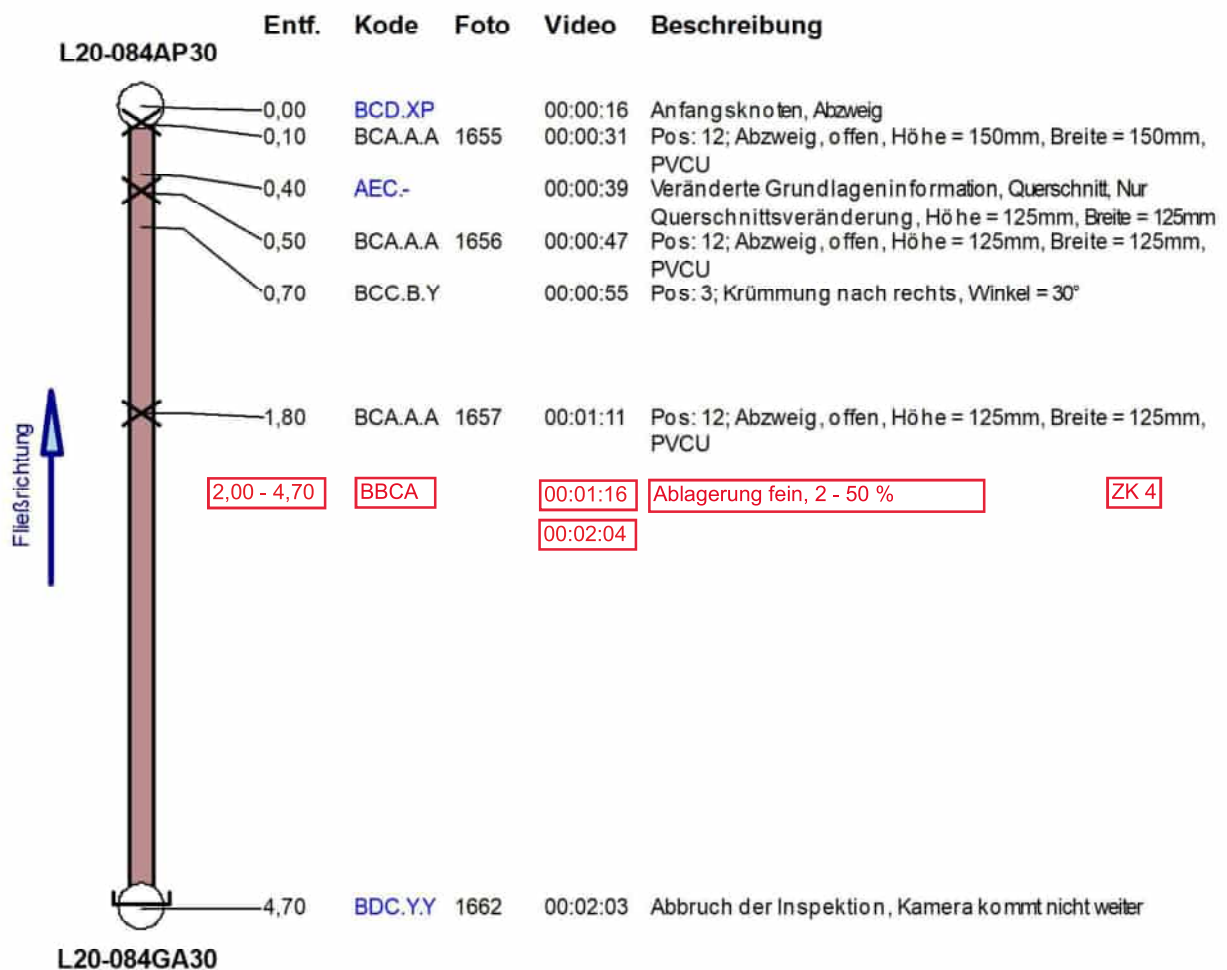 Entf. Kode Foto Video Beschreibung
L20-084AP30
0,00 BCD.XP 00:00:16 Anfangsknoten, Abzweig
0,10 BCA.A.A 1655 00:00:31 Pos: 12; Abzweig, offen, Höhe = 150mm, Breite = 150mm,
PVCU
0,40 AEC.- 00:00:39 Veränderte Grundlageninformation, Querschnitt, Nur
Querschnittsveränderung, Höhe = 125mm, Breite = 125mm
0,50 BCA.A.A 1656 00:00:47 Pos: 12; Abzweig, offen, Höhe = 125mm, Breite = 125mm,
PVCU
0,70 BCC.B.Y 00:00:55 Pos: 3; Krümmung nach rechts, Winkel = 30°
1,80 BCA.A.A 1657 00:01:11 Pos: 12; Abzweig, offen, Höhe = 125mm, Breite = 125mm,
PVCU
Fließrichtung
2,00 - 4,70 BBCA 00:01:16 Ablagerung fein, 2 - 50 % ZK 4
00:02:04
4,70 BDC.Y.Y 1662 00:02:03 Abbruch der Inspektion, Kamera kommt nicht weiter
L20-084GA30